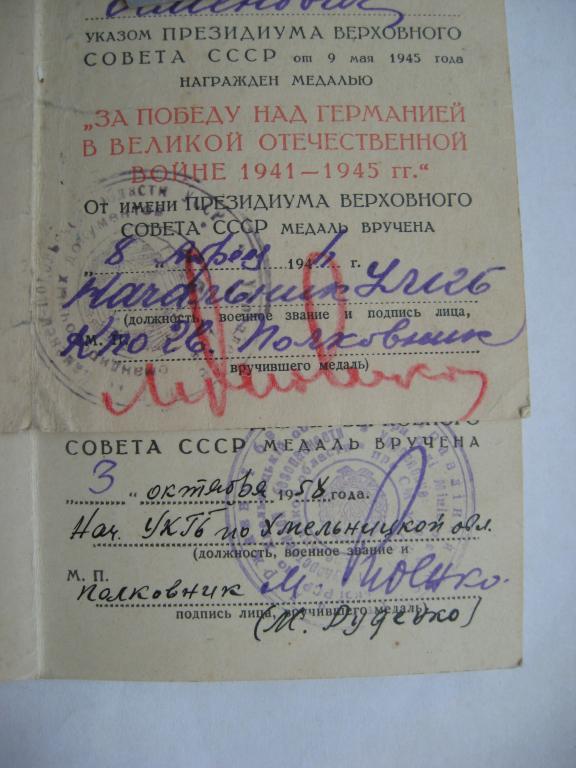 Семенович
УКАЗОМ ПРЕЗИДИУМА ВЕРХОВНОГО
СОВЕТА СССР от 9 мая 1945 года
НАГРАЖДЕН МЕДАЛЬЮ
„ЗА ПОБЕДУ НАД ГЕРМАНИЕЙ
В ВЕЛИКОЙ ОТЕЧЕСТВЕННОЙ
ВОЙНЕ 1941—1945 гг.“
ОТ ИМЕНИ ПРЕЗИДИУМА ВЕРХОВНОГО
СОВЕТА СССР МЕДАЛЬ ВРУЧЕНА
„8 194 г.
Начальник
(должность, военное звание и подпись лица,
М. П. Полковник
вручившего медаль)
СОВЕТА СССР МЕДАЛЬ ВРУЧЕНА
„3“ октября 1958 года.
Нач. УКГБ по Хмельницкой обл.
(должность, военное звание и
М. П.
полковник М.
подпись лица, вручившего медаль)
(М. )